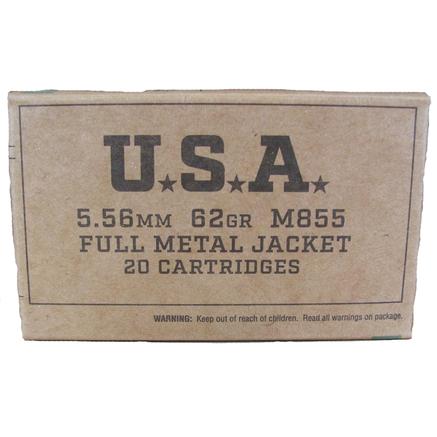 U.S.A.
5.56MM 62GR M855
FULL METAL JACKET
20 CARTRIDGES
WARNING: Keep out of reach of children. Read all warnings on package.